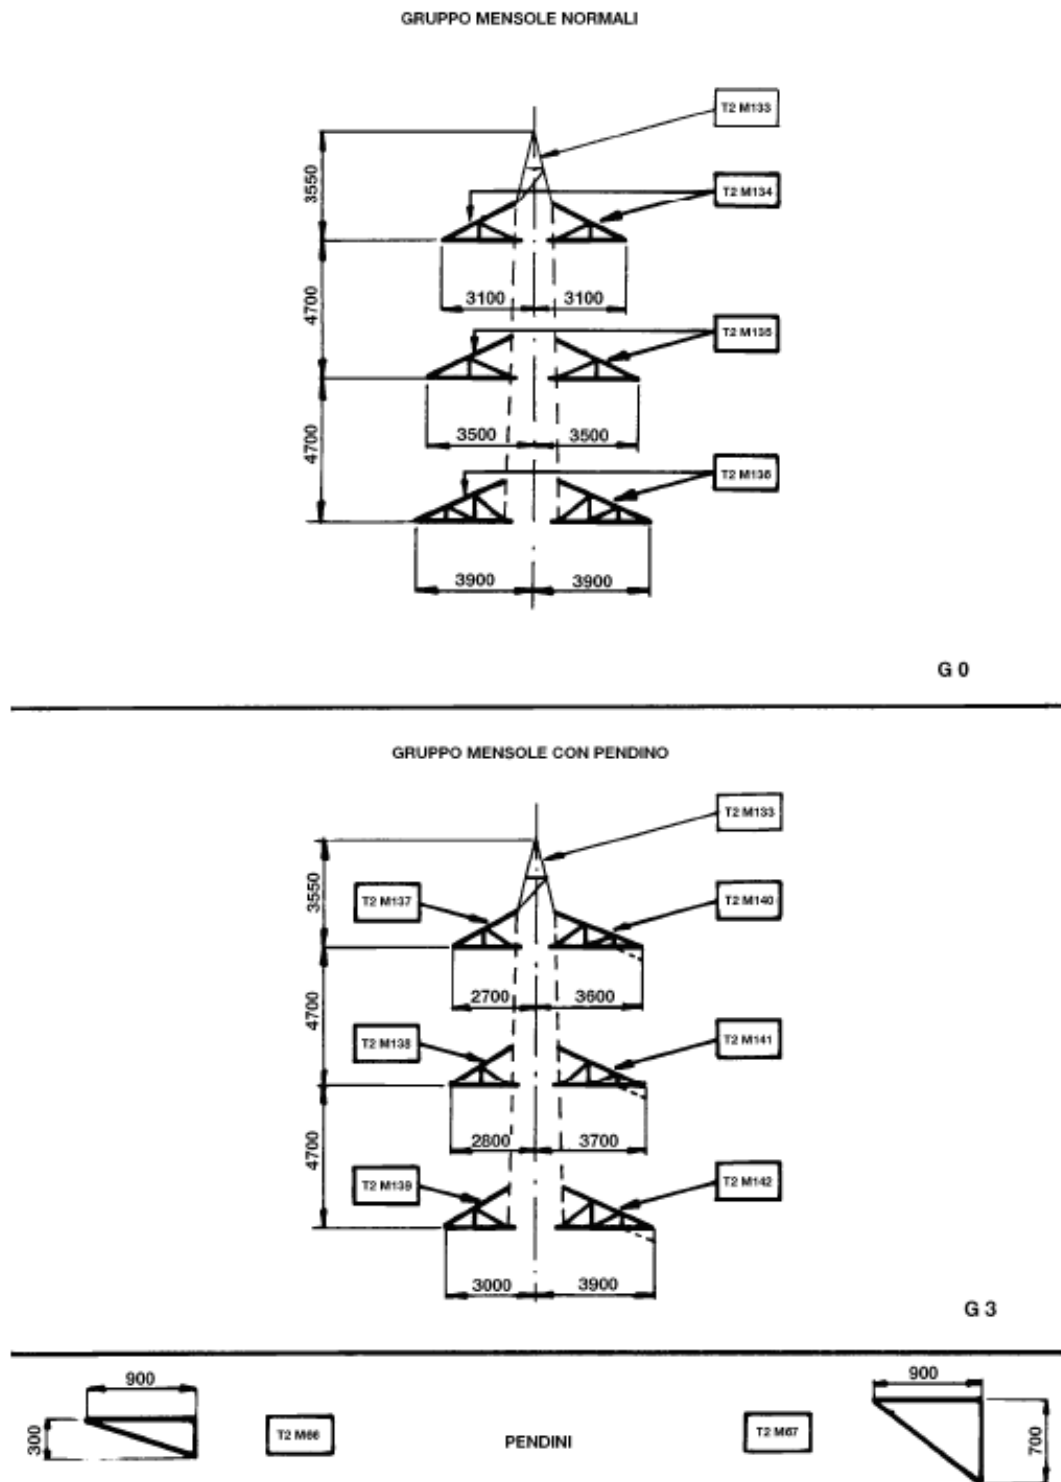 GRUPPO MENSOLE NORMALI
T2 M133
3550
T2 M134
3100 3100
4700
T2 M135
3500 3500
4700
T2 M136
3900 3900
G 0
GRUPPO MENSOLE CON PENDINO
T2 M133
3550
T2 M137
T2 M140
2700 3600
4700
T2 M138
T2 M141
2800 3700
4700
T2 M139
T2 M142
3000 3900
G 3
900
300
T2 M66
PENDINI
T2 M67
900
700